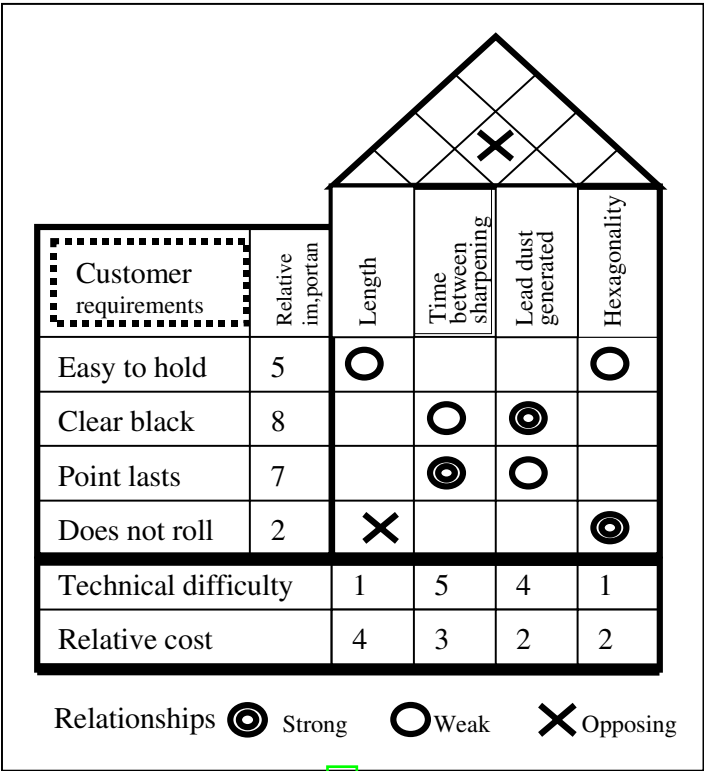 Customer
requirements
Relative
im,portan
Length
Time
between
sharpening
Lead dust
generated
Hexagonality
Easy to hold 5
Clear black 8
Point lasts 7
Does not roll 2
Technical difficulty 1 5 4 1
Relative cost 4 3 2 2
Relationships Strong Weak Opposing